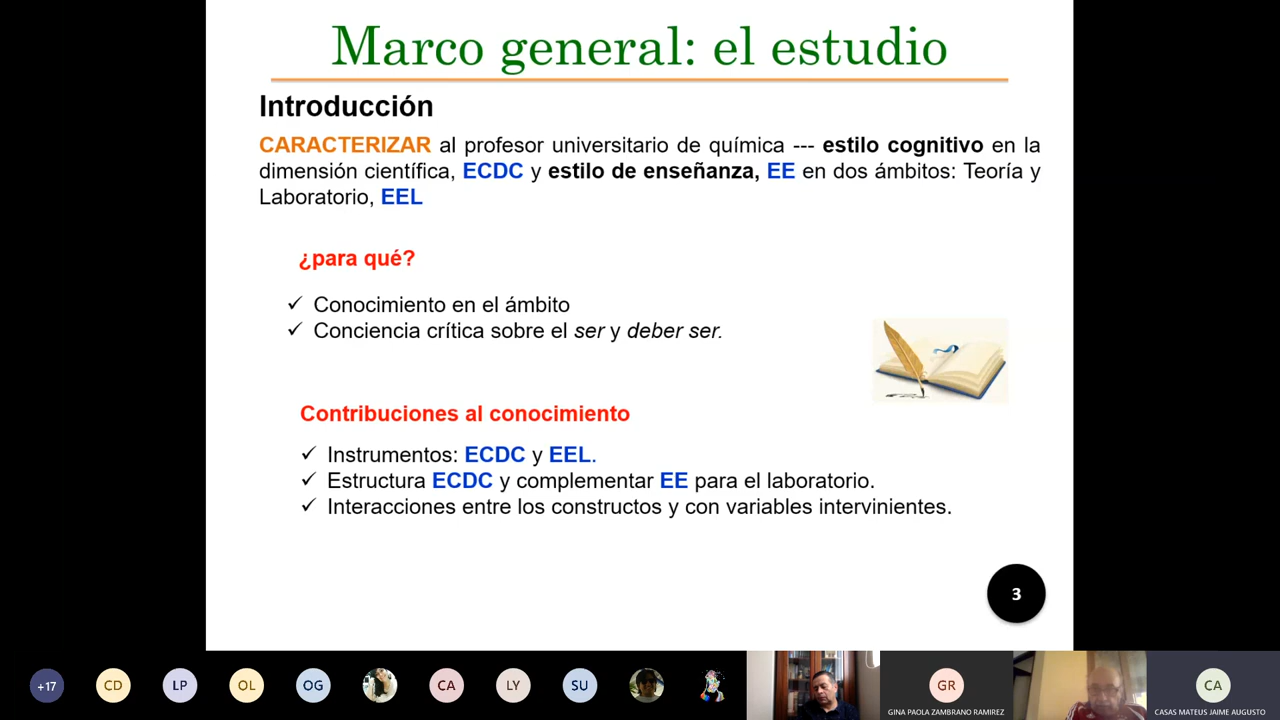 Marco general: el estudio
Introducción
CARACTERIZAR al profesor universitario de química --- estilo cognitivo en la
dimensión científica, ECDC y estilo de enseñanza, EE en dos ámbitos: Teoría y
Laboratorio, EEL
¿para qué?
✓ Conocimiento en el ámbito
✓ Conciencia crítica sobre el ser y deber ser.
Contribuciones al conocimiento
✓ Instrumentos: ECDC y EEL.
✓ Estructura ECDC y complementar EE para el laboratorio.
✓ Interacciones entre los constructos y con variables intervinientes.
3
+17
CD
LP
OL
OG
CA
LY
SU
GR
GINA PAOLA ZAMBRANO RAMIREZ
CA
CASAS MATEUS JAIME AUGUSTO